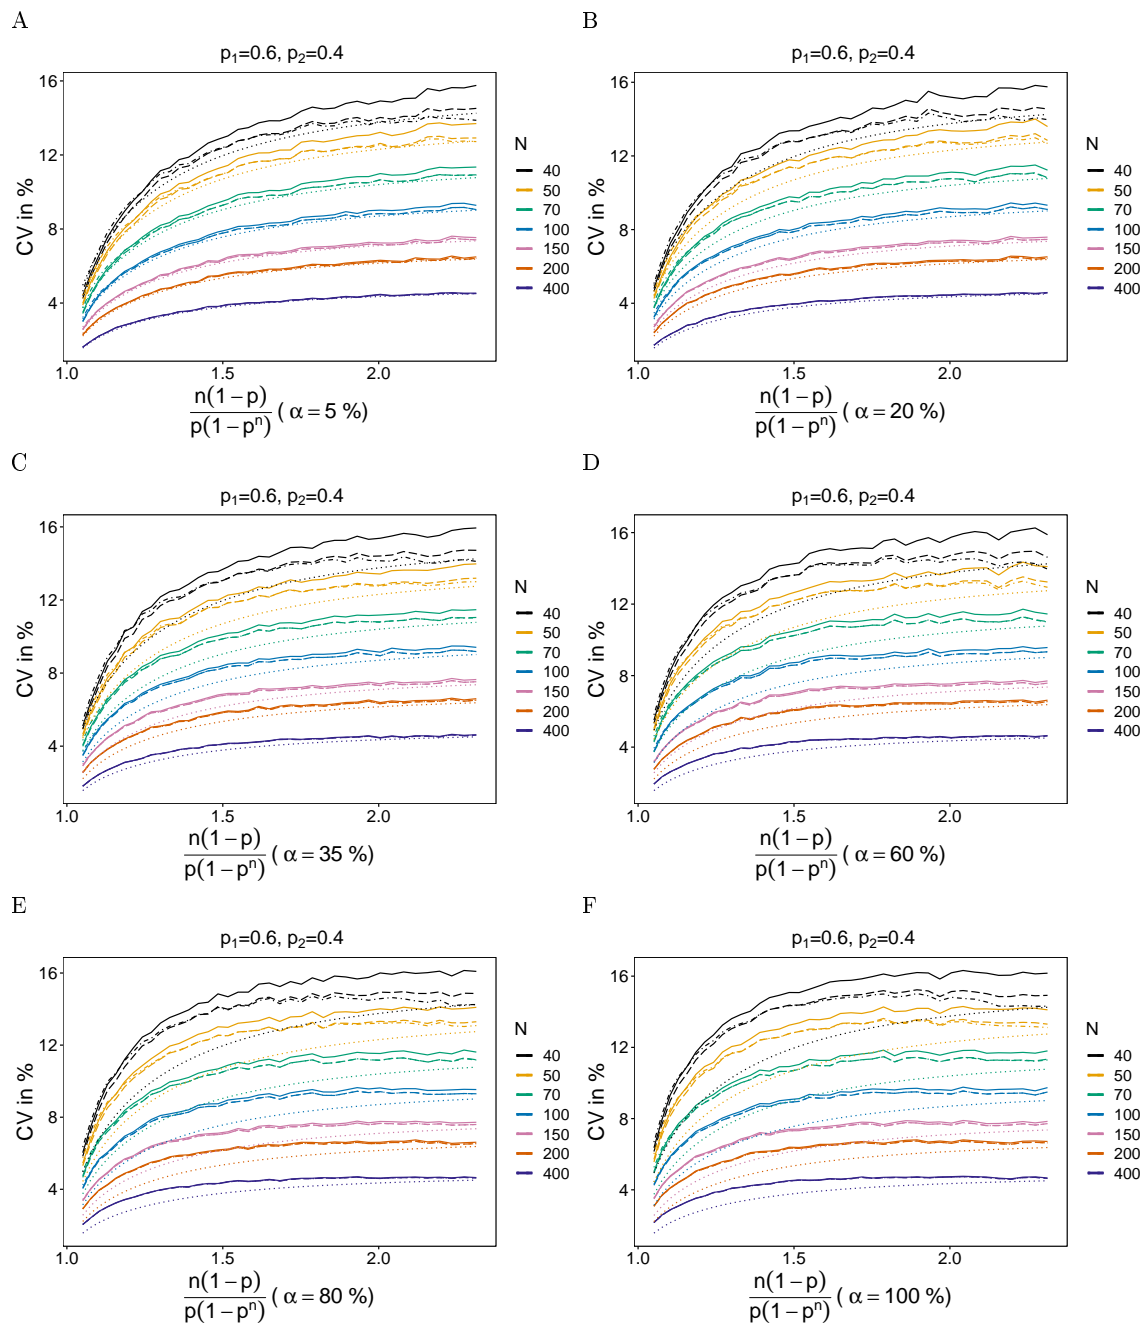 A
p1=0.6, p2=0.4
CV in %
16
12
8
4
1.0 1.5 2.0
n(1−p)
p(1−pⁿ)
( α = 5 %)
N
40
50
70
100
150
200
400
B
p1=0.6, p2=0.4
CV in %
16
12
8
4
1.0 1.5 2.0
n(1−p)
p(1−pⁿ)
( α = 20 %)
N
40
50
70
100
150
200
400
C
p1=0.6, p2=0.4
CV in %
16
12
8
4
1.0 1.5 2.0
n(1−p)
p(1−pⁿ)
( α = 35 %)
N
40
50
70
100
150
200
400
D
p1=0.6, p2=0.4
CV in %
16
12
8
4
1.0 1.5 2.0
n(1−p)
p(1−pⁿ)
( α = 60 %)
N
40
50
70
100
150
200
400
E
p1=0.6, p2=0.4
CV in %
16
12
8
4
1.0 1.5 2.0
n(1−p)
p(1−pⁿ)
( α = 80 %)
N
40
50
70
100
150
200
400
F
p1=0.6, p2=0.4
CV in %
16
12
8
4
1.0 1.5 2.0
n(1−p)
p(1−pⁿ)
( α = 100 %)
N
40
50
70
100
150
200
400